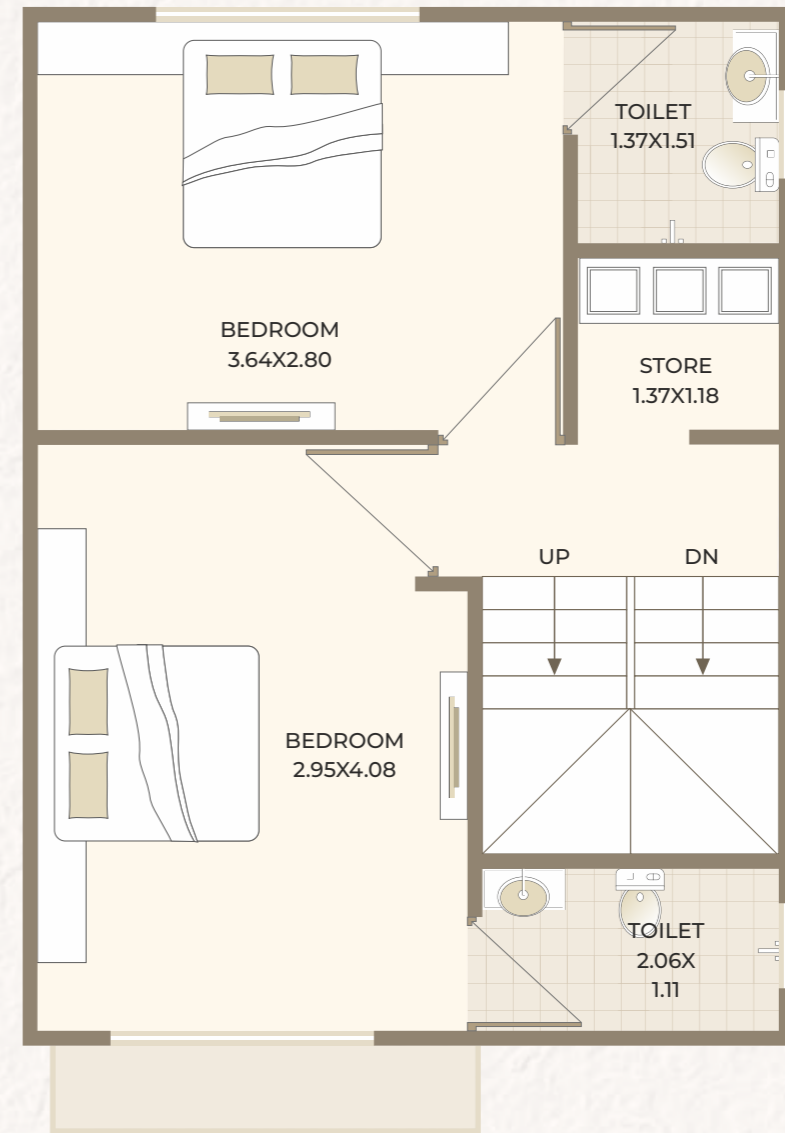 TOILET
1.37X1.51
BEDROOM
3.64X2.80
STORE
1.37X1.18
UP
DN
BEDROOM
2.95X4.08
TOILET
2.06X
1.11